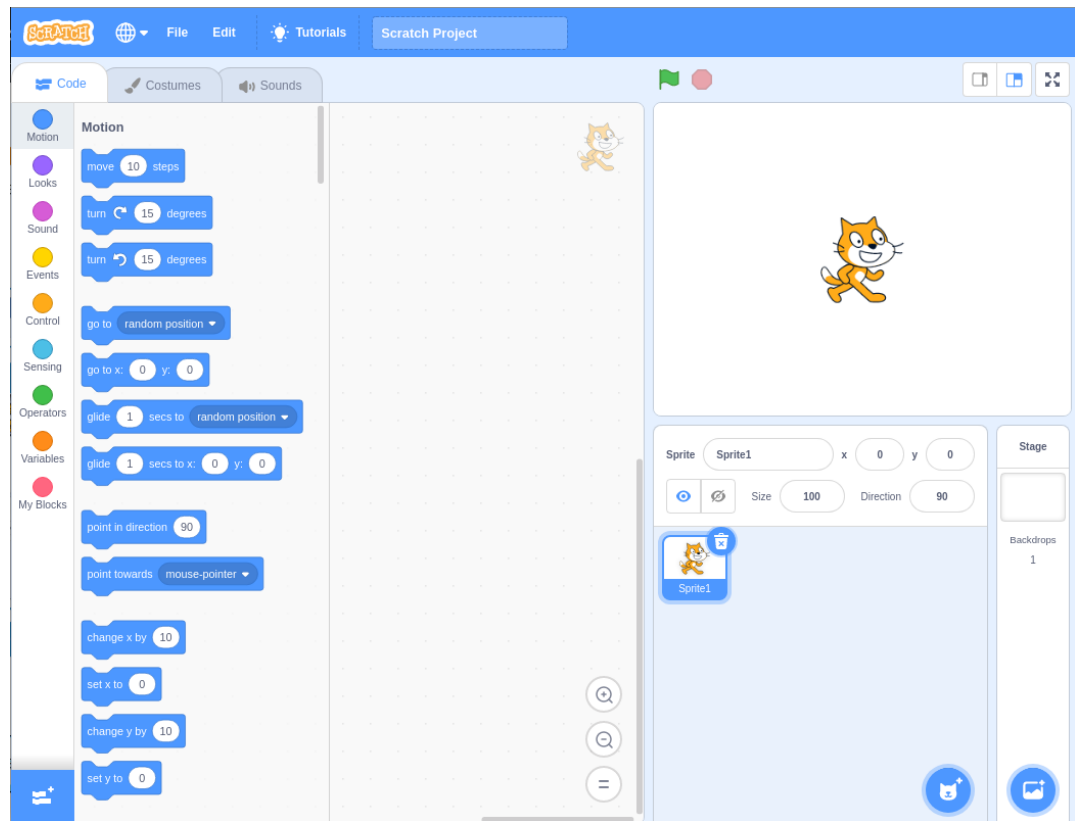 SCRATCH File Edit Tutorials Scratch Project
Code Costumes Sounds
Motion
Looks
Sound
Events
Control
Sensing
Operators
Variables
My Blocks
Motion
move 10 steps
turn 15 degrees
turn 15 degrees
go to random position
go to x: 0 y: 0
glide 1 secs to random position
glide 1 secs to x: 0 y: 0
point in direction 90
point towards mouse-pointer
change x by 10
set x to 0
change y by 10
set y to 0
Sprite Sprite1 x 0 y 0
Size 100 Direction 90
Sprite1
Stage
Backdrops
1